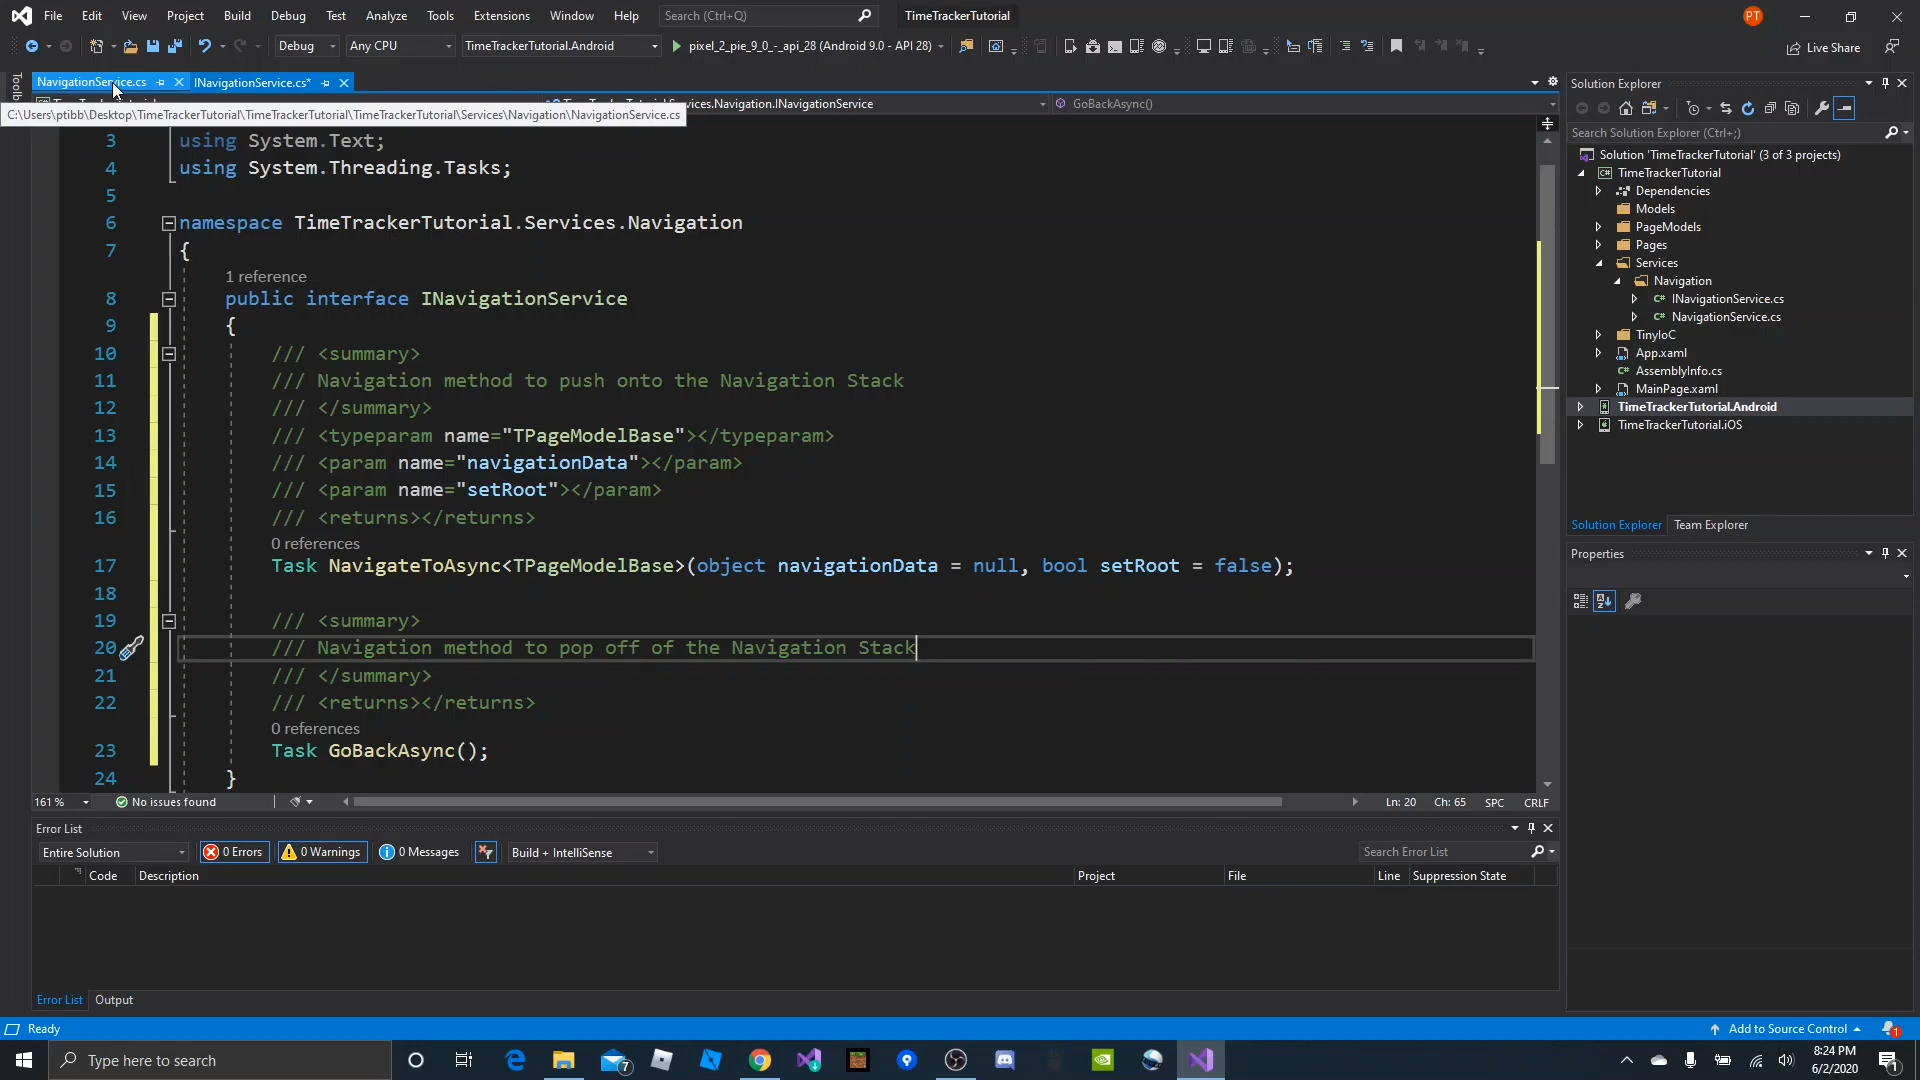 File Edit View Project Build Debug Test Analyze Tools Extensions Window Help Search (Ctrl+Q) TimeTrackerTutorial PT
Debug Any CPU TimeTrackerTutorial.Android pixel_2_pie_9_0_-_api_28 (Android 9.0 - API 28) Live Share
NavigationService.cs INavigationService.cs*
Services.Navigation.INavigationService GoBackAsync()
C:\Users\ptibb\Desktop\TimeTrackerTutorial\TimeTrackerTutorial\TimeTrackerTutorial\Services\Navigation\NavigationService.cs
3 using System.Text;
4 using System.Threading.Tasks;
5
6 namespace TimeTrackerTutorial.Services.Navigation
7 {
1 reference
8 public interface INavigationService
9 {
10 /// <summary>
11 /// Navigation method to push onto the Navigation Stack
12 /// </summary>
13 /// <typeparam name="TPageModelBase"></typeparam>
14 /// <param name="navigationData"></param>
15 /// <param name="setRoot"></param>
16 /// <returns></returns>
0 references
17 Task NavigateToAsync<TPageModelBase>(object navigationData = null, bool setRoot = false);
18
19 /// <summary>
20 /// Navigation method to pop off of the Navigation Stack
21 /// </summary>
22 /// <returns></returns>
0 references
23 Task GoBackAsync();
24 }
161 % No issues found Ln: 20 Ch: 65 SPC CRLF
Error List
Entire Solution 0 Errors 0 Warnings 0 Messages Build + IntelliSense Search Error List
Code Description Project File Line Suppression State
Error List Output
Solution Explorer
Search Solution Explorer (Ctrl+;)
Solution 'TimeTrackerTutorial' (3 of 3 projects)
TimeTrackerTutorial
Dependencies
Models
PageModels
Pages
Services
Navigation
INavigationService.cs
NavigationService.cs
TinyIoC
App.xaml
AssemblyInfo.cs
MainPage.xaml
TimeTrackerTutorial.Android
TimeTrackerTutorial.iOS
Solution Explorer Team Explorer
Properties
Ready Add to Source Control 1
Type here to search 7 8:24 PM
6/2/2020 1